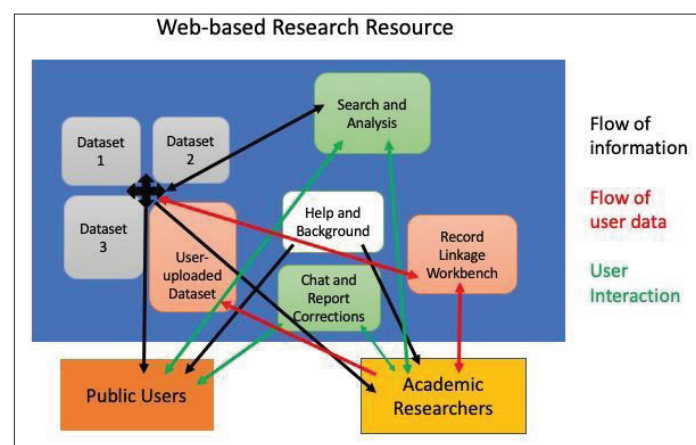 Web-based Research Resource
Search and
Analysis
Dataset
1
Dataset
2
Dataset
3
User-
uploaded
Dataset
Help and
Background
Record
Linkage
Workbench
Chat and
Report
Corrections
Public Users
Academic
Researchers
Flow of
information
Flow of
user data
User
Interaction